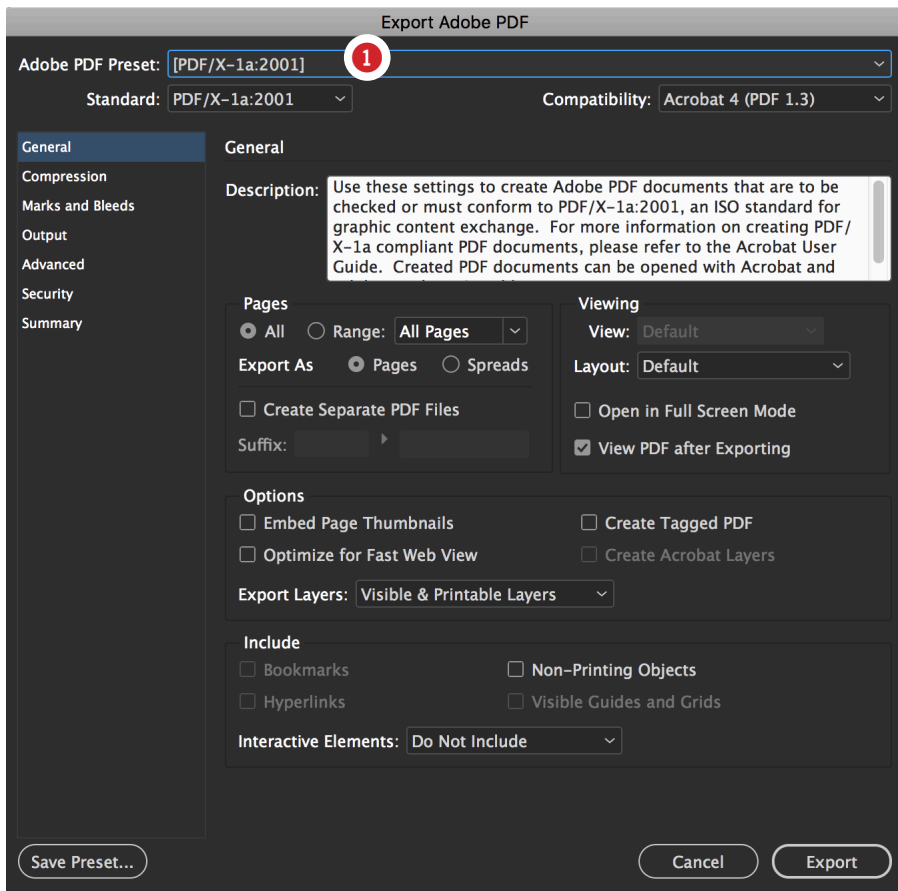 Export Adobe PDF
1
Adobe PDF Preset: [PDF/X-1a:2001]
Standard: PDF/X-1a:2001 Compatibility: Acrobat 4 (PDF 1.3)
General
Compression
Marks and Bleeds
Output
Advanced
Security
Summary
General
Description: Use these settings to create Adobe PDF documents that are to be
checked or must conform to PDF/X-1a:2001, an ISO standard for
graphic content exchange.  For more information on creating PDF/
X-1a compliant PDF documents, please refer to the Acrobat User
Guide.  Created PDF documents can be opened with Acrobat and
Pages
All Range: All Pages
Export As Pages Spreads
Create Separate PDF Files
Suffix:
Viewing
View: Default
Layout: Default
Open in Full Screen Mode
View PDF after Exporting
Options
Embed Page Thumbnails Create Tagged PDF
Optimize for Fast Web View Create Acrobat Layers
Export Layers: Visible & Printable Layers
Include
Bookmarks Non-Printing Objects
Hyperlinks Visible Guides and Grids
Interactive Elements: Do Not Include
Save Preset... Cancel Export